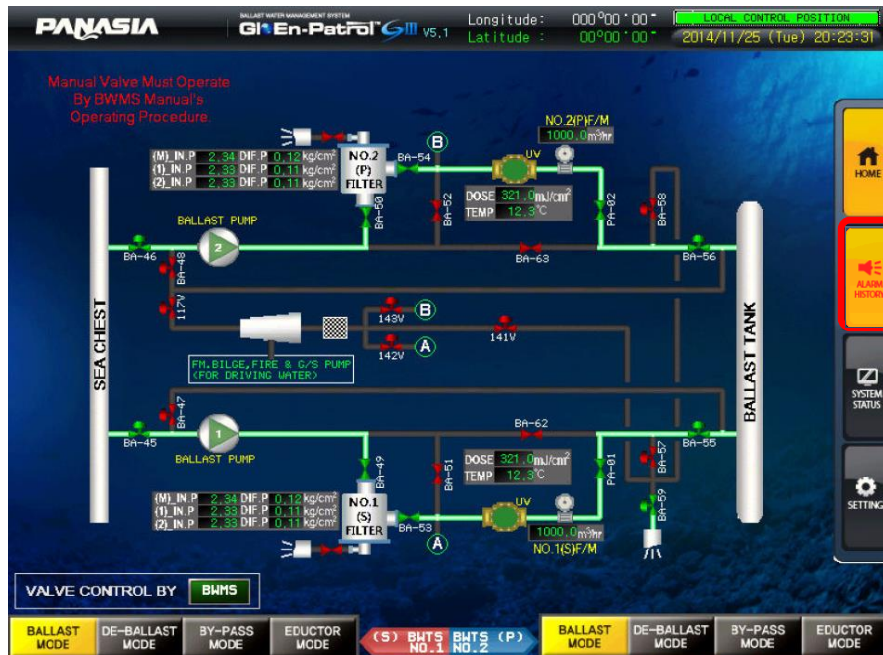 PANASIA
BALLAST WATER MANAGEMENT SYSTEM
GloEn-Patrol GIII V5.1
Longitude: 000°00'00"
Latitude : 00°00'00"
LOCAL CONTROL POSITION
2014/11/25 (Tue) 20:23:31
Manual Valve Must Operate
By BWMS Manual's
Operating Procedure.
NO.2(P)F/M
1000.0 m³/hr
(M)_IN.P 2.34 DIF.P 0.12 kg/cm²
(1)_IN.P 2.33 DIF.P 0.11 kg/cm²
(2)_IN.P 2.33 DIF.P 0.11 kg/cm²
NO.2
(P)
FILTER
BA-54
B
UV
DOSE 321.0 mJ/cm²
TEMP 12.3 °C
BA-50
BA-52
PA-02
BA-58
BALLAST PUMP
2
BA-46
BA-48
BA-63
BA-56
117V
143V
B
141V
142V
A
FM.BILGE,FIRE & G/S PUMP
(FOR DRIVING WATER)
SEA CHEST
BALLAST TANK
BA-47
BA-45
1
BALLAST PUMP
BA-62
BA-55
BA-49
BA-51
DOSE 321.0 mJ/cm²
TEMP 12.3 °C
PA-01
BA-57
BA-59
(M)_IN.P 2.34 DIF.P 0.12 kg/cm²
(1)_IN.P 2.33 DIF.P 0.11 kg/cm²
(2)_IN.P 2.33 DIF.P 0.11 kg/cm²
NO.1
(S)
FILTER
BA-53
A
UV
1000.0 m³/hr
NO.1(S)F/M
HOME
ALARM
HISTORY
SYSTEM
STATUS
SETTING
VALVE CONTROL BY BWMS
BALLAST
MODE
DE-BALLAST
MODE
BY-PASS
MODE
EDUCTOR
MODE
(S) BWTS
NO.1
BWTS (P)
NO.2
BALLAST
MODE
DE-BALLAST
MODE
BY-PASS
MODE
EDUCTOR
MODE